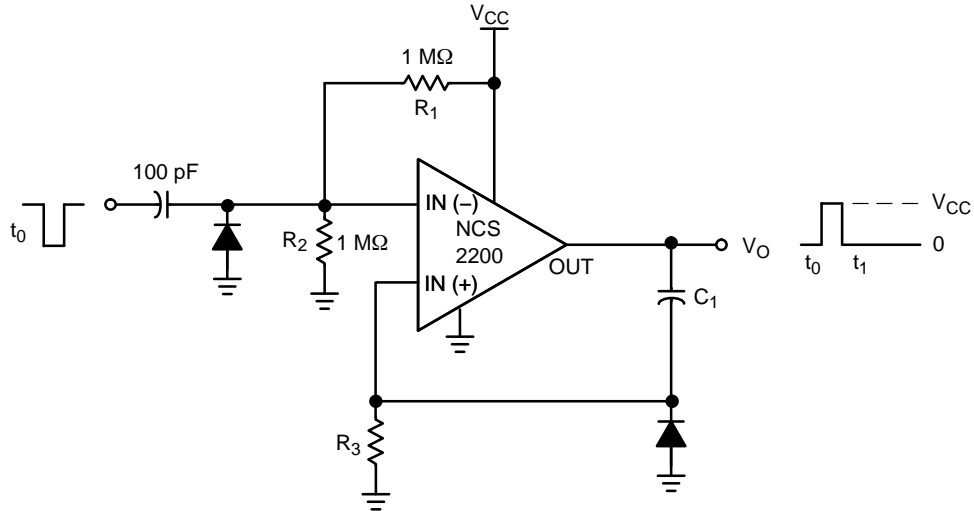 V_CC
1 MΩ
R_1
100 pF
t_0
IN (−)
NCS
2200
R_2
1 MΩ
IN (+)
OUT
V_O
V_CC
0
t_0
t_1
C_1
R_3